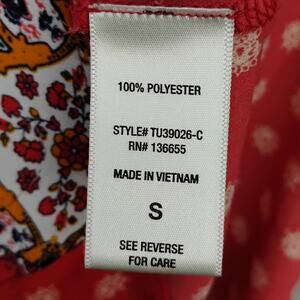 100% POLYESTER
STYLE# TU39026-C
RN# 136655
MADE IN VIETNAM
S
SEE REVERSE
FOR CARE